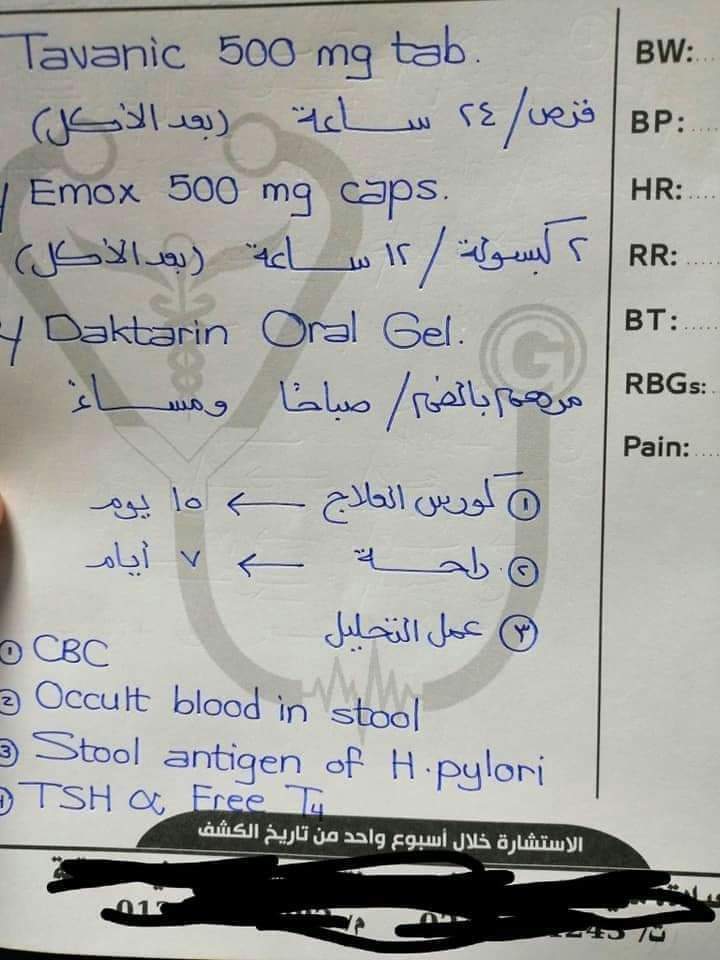 Tavanic 500 mg tab.
قرص/ ٢٤ ساعة (بعد الأكل)
Emox 500 mg caps.
٢ كبسولة/ ١٢ ساعة (بعد الأكل)
Daktarin Oral Gel.
مرهم بالفم/ صباحًا ومساءً
① كورس العلاج ← ١٥ يوم
② راحة ← ٧ أيام
③ عمل التحليل
① CBC
② Occult blood in stool
③ Stool antigen of H.pylori
④ TSH & Free T4
BW:
BP:
HR:
RR:
BT:
RBGs:
Pain:
G
الاستشارة خلال أسبوع واحد من تاريخ الكشف